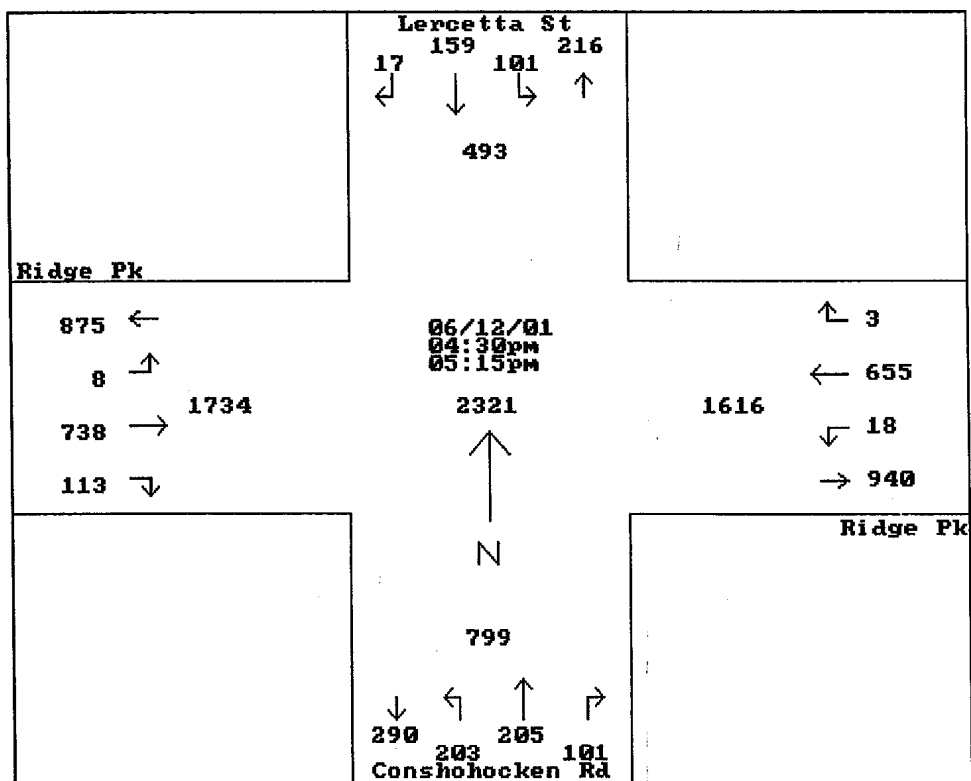 Lercetta St
159 216
17 101
493
Ridge Pk
875
8
1734
738
113
06/12/01
04:30pm
05:15pm
2321
N
3
655
1616
18
940
Ridge Pk
799
290 205
203 101
Conshohocken Rd